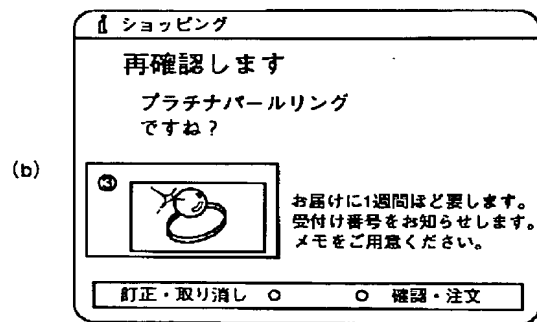 i ショッピング
再確認します
プラチナパールリング
ですね？
(b)
③
お届けに1週間ほど要します。
受付け番号をお知らせします。
メモをご用意ください。
訂正・取り消し ○ ○ 確認・注文